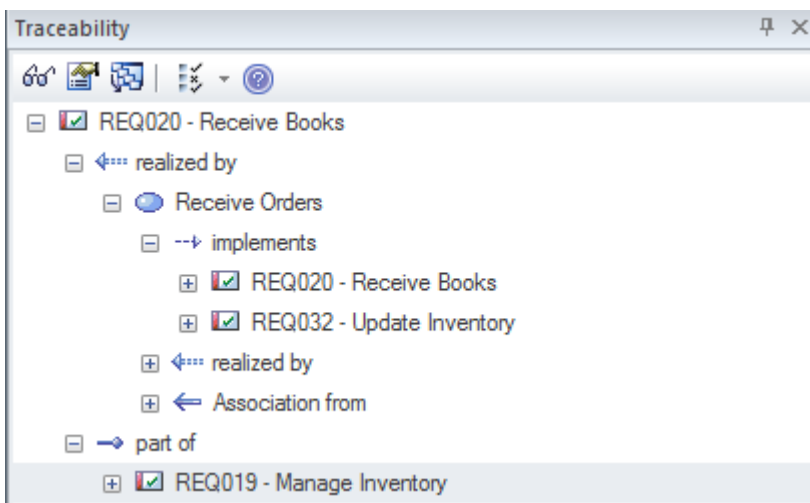 Traceability
REQ020 - Receive Books
realized by
Receive Orders
implements
REQ020 - Receive Books
REQ032 - Update Inventory
realized by
Association from
part of
REQ019 - Manage Inventory